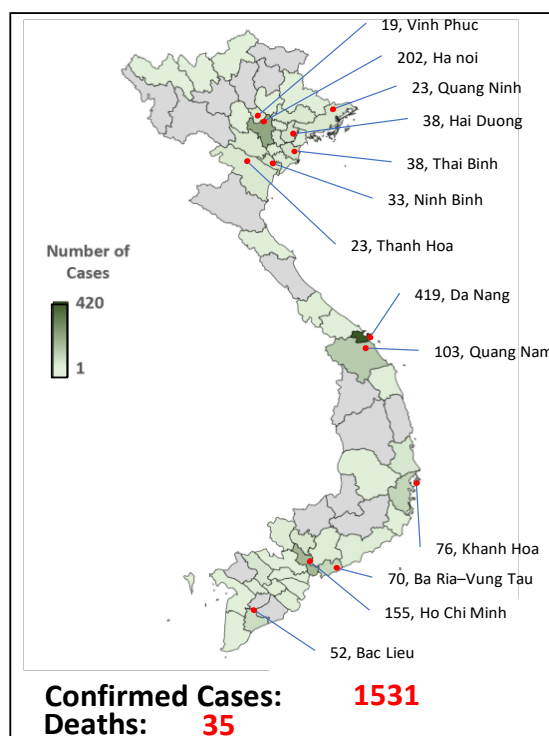 19, Vinh Phuc
202, Ha noi
23, Quang Ninh
38, Hai Duong
38, Thai Binh
33, Ninh Binh
23, Thanh Hoa
Number of
Cases
420
1
419, Da Nang
103, Quang Nam
76, Khanh Hoa
70, Ba Ria–Vung Tau
155, Ho Chi Minh
52, Bac Lieu
Confirmed Cases: 1531
Deaths: 35